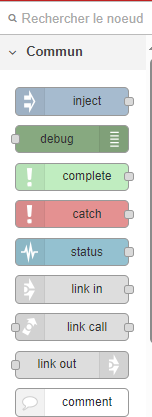 Rechercher le noeud
Commun
inject
debug
complete
catch
status
link in
link call
link out
comment